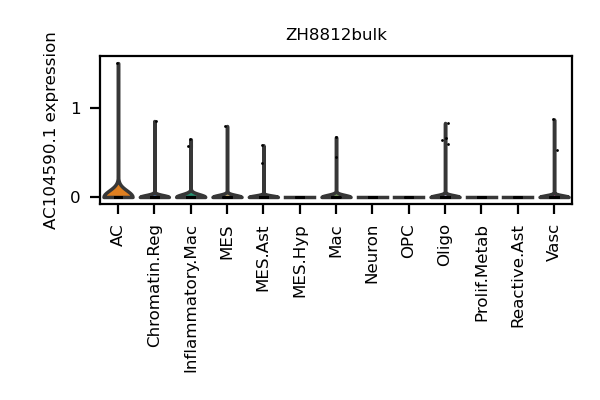 ZH8812bulk
AC104590.1 expression
1
0
AC
Chromatin.Reg
Inflammatory.Mac
MES
MES.Ast
MES.Hyp
Mac
Neuron
OPC
Oligo
Prolif.Metab
Reactive.Ast
Vasc